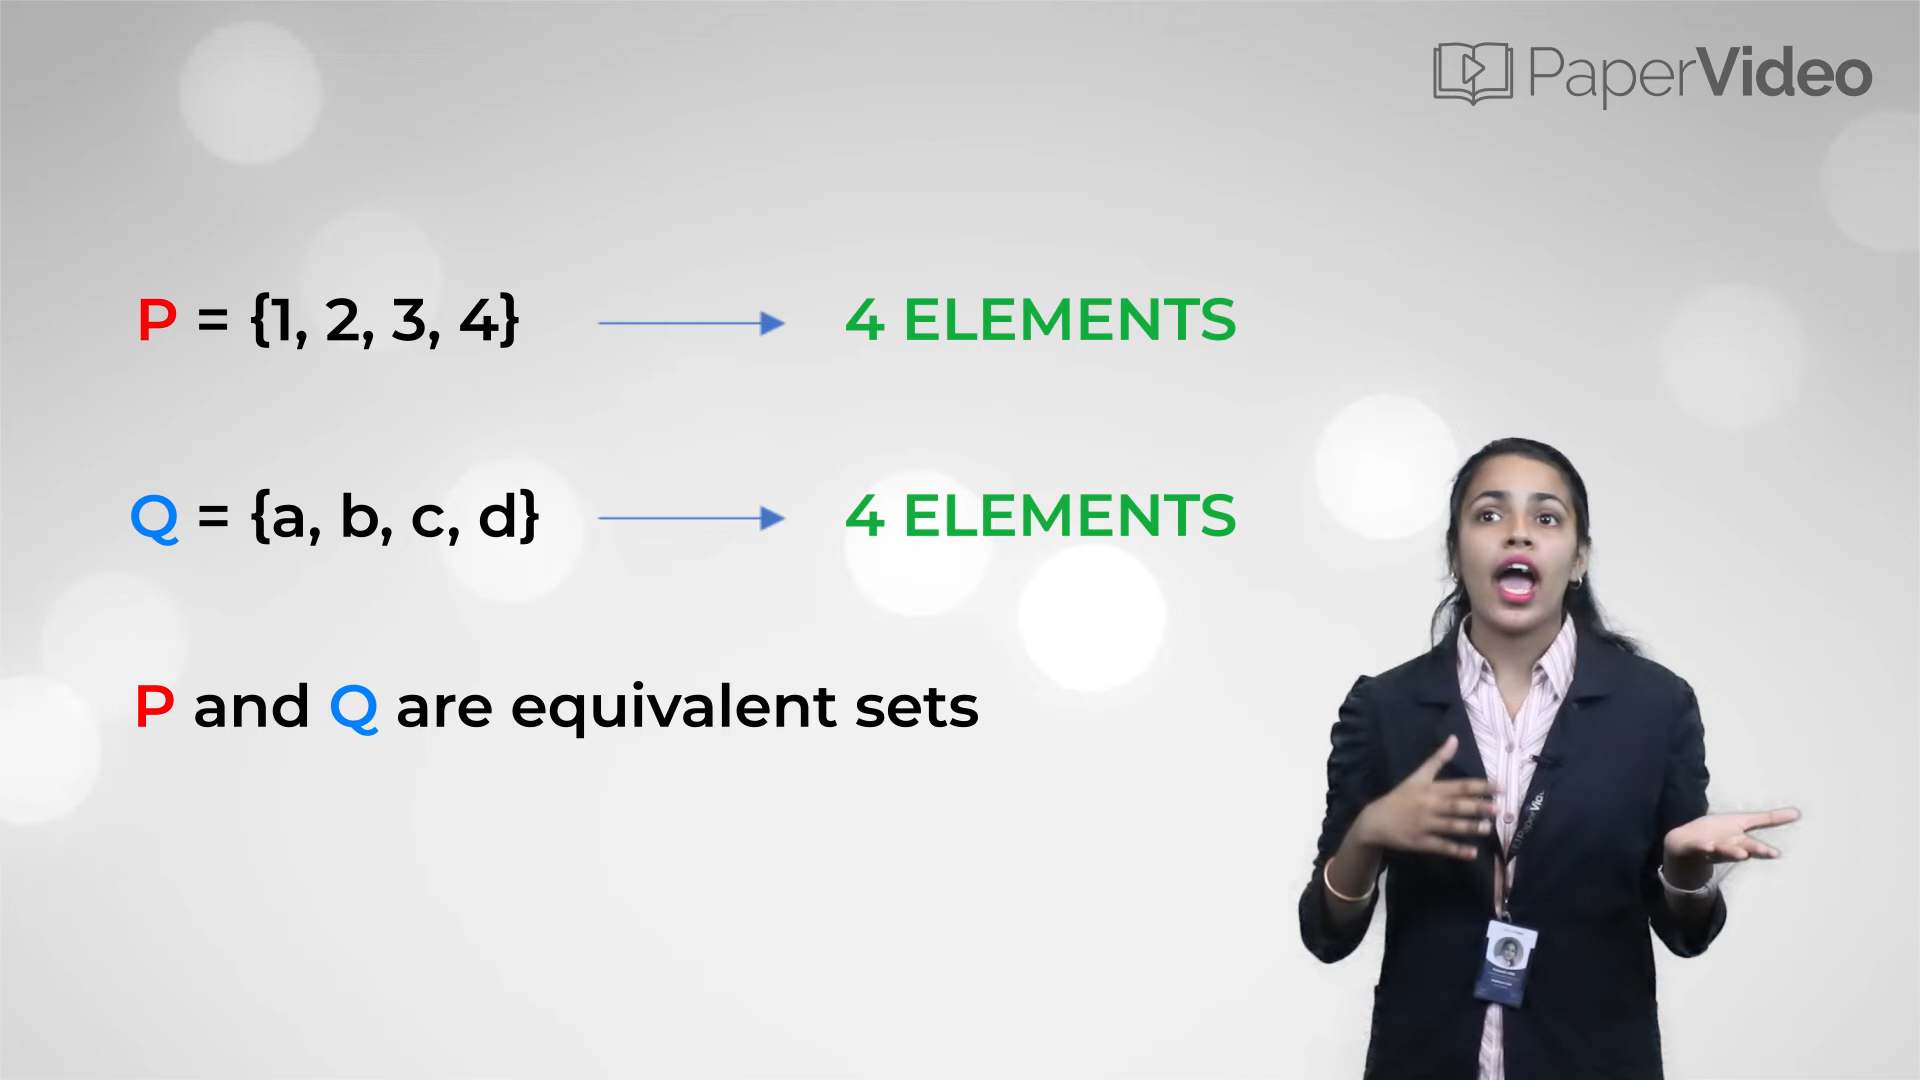 PaperVideo
P = {1, 2, 3, 4}
4 ELEMENTS
Q = {a, b, c, d}
4 ELEMENTS
P and Q are equivalent sets